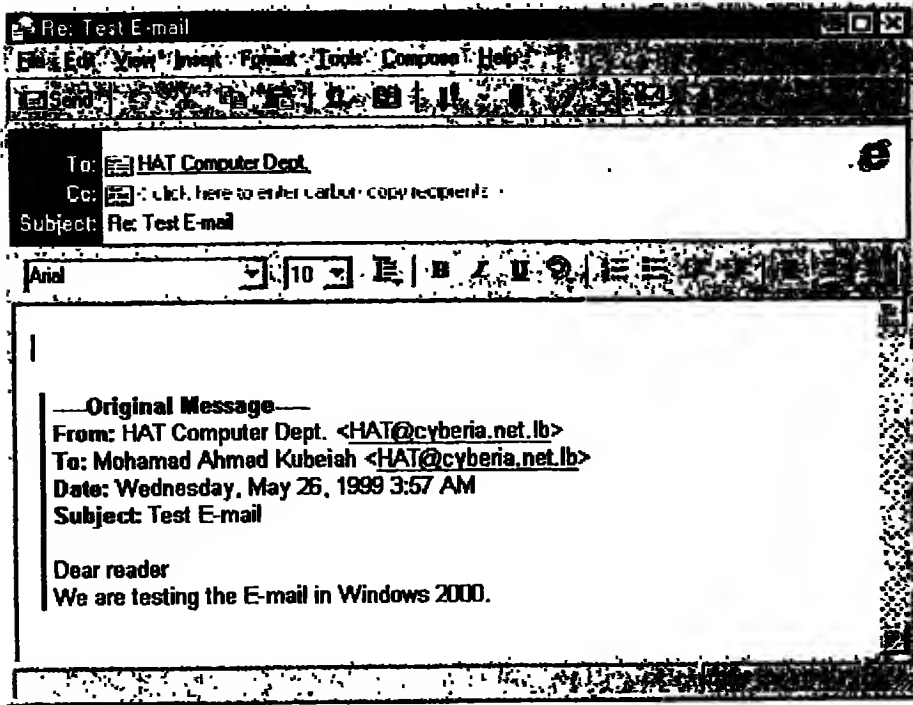 Re: Test E-mail
File Edit View Insert Format Tools Compose Help
Send
To: HAT Computer Dept.
Cc: < click here to enter carbon copy recipients >
Subject: Re: Test E-mail
Arial 10 B I U
-----Original Message-----
From: HAT Computer Dept. <HAT@cyberia.net.lb>
To: Mohamad Ahmad Kubeiah <HAT@cyberia.net.lb>
Date: Wednesday, May 26, 1999 3:57 AM
Subject: Test E-mail
Dear reader
We are testing the E-mail in Windows 2000.